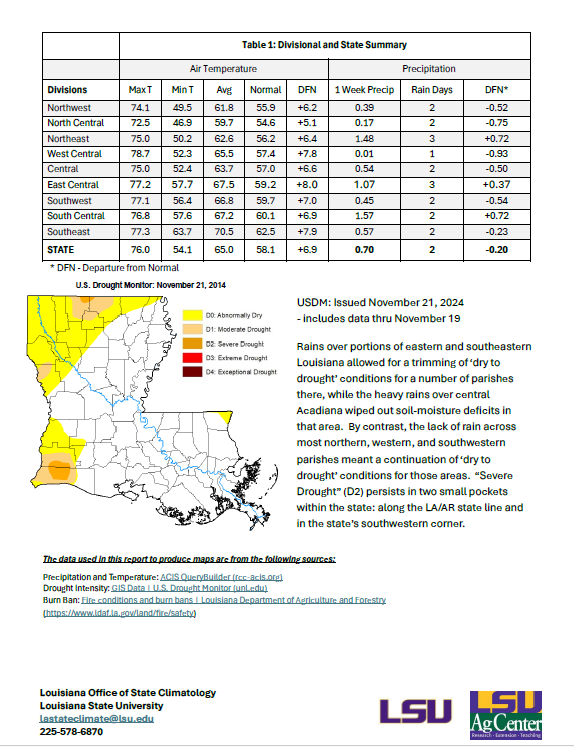 Table 1: Divisional and State Summary
Air Temperature Precipitation
Divisions Max T Min T Avg Normal DFN 1 Week Precip Rain Days DFN*
Northwest 74.1 49.5 61.8 55.9 +6.2 0.39 2 -0.52
North Central 72.5 46.9 59.7 54.6 +5.1 0.17 2 -0.75
Northeast 75.0 50.2 62.6 56.2 +6.4 1.48 3 +0.72
West Central 78.7 52.3 65.5 57.4 +7.8 0.01 1 -0.93
Central 75.0 52.4 63.7 57.0 +6.6 0.54 2 -0.50
East Central 77.2 57.7 67.5 59.2 +8.0 1.07 3 +0.37
Southwest 77.1 56.4 66.8 59.7 +7.0 0.45 2 -0.54
South Central 76.8 57.6 67.2 60.1 +6.9 1.57 2 +0.72
Southeast 77.3 63.7 70.5 62.5 +7.9 0.57 2 -0.23
STATE 76.0 54.1 65.0 58.1 +6.9 0.70 2 -0.20
* DFN - Departure from Normal
U.S. Drought Monitor: November 21, 2014
D0: Abnormally Dry
D1: Moderate Drought
D2: Severe Drought
D3: Extreme Drought
D4: Exceptional Drought
USDM: Issued November 21, 2024
- includes data thru November 19
Rains over portions of eastern and southeastern
Louisiana allowed for a trimming of ‘dry to
drought’ conditions for a number of parishes
there, while the heavy rains over central
Acadiana wiped out soil-moisture deficits in
that area. By contrast, the lack of rain across
most northern, western, and southwestern
parishes meant a continuation of ‘dry to
drought’ conditions for those areas. “Severe
Drought” (D2) persists in two small pockets
within the state: along the LA/AR state line and
in the state’s southwestern corner.
The data used in this report to produce maps are from the following sources:
Precipitation and Temperature: ACIS QueryBuilder (rcc-acis.org)
Drought Intensity: GIS Data | U.S. Drought Monitor (unl.edu)
Burn Ban: Fire conditions and burn bans | Louisiana Department of Agriculture and Forestry
(https://www.ldaf.la.gov/land/fire/safety)
Louisiana Office of State Climatology
Louisiana State University
lastateclimate@lsu.edu
225-578-6870
LSU
LSU
Ag Center
Research · Extension · Teaching